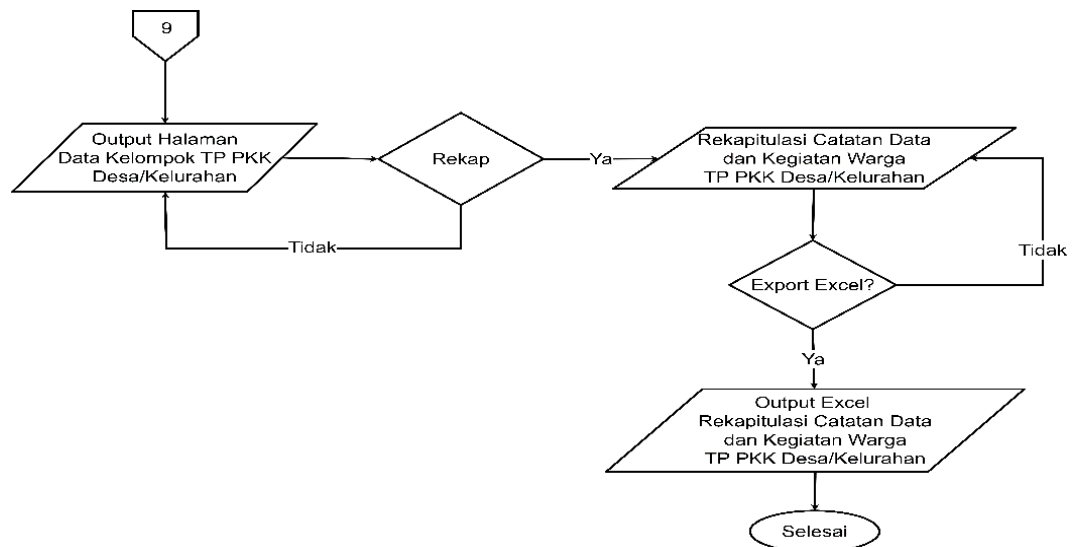 9
Output Halaman
Data Kelompok TP PKK
Desa/Kelurahan
Rekap
Ya
Rekapitulasi Catatan Data
dan Kegiatan Warga
TP PKK Desa/Kelurahan
Tidak
Tidak
Export Excel?
Ya
Output Excel
Rekapitulasi Catatan Data
dan Kegiatan Warga
TP PKK Desa/Kelurahan
Selesai